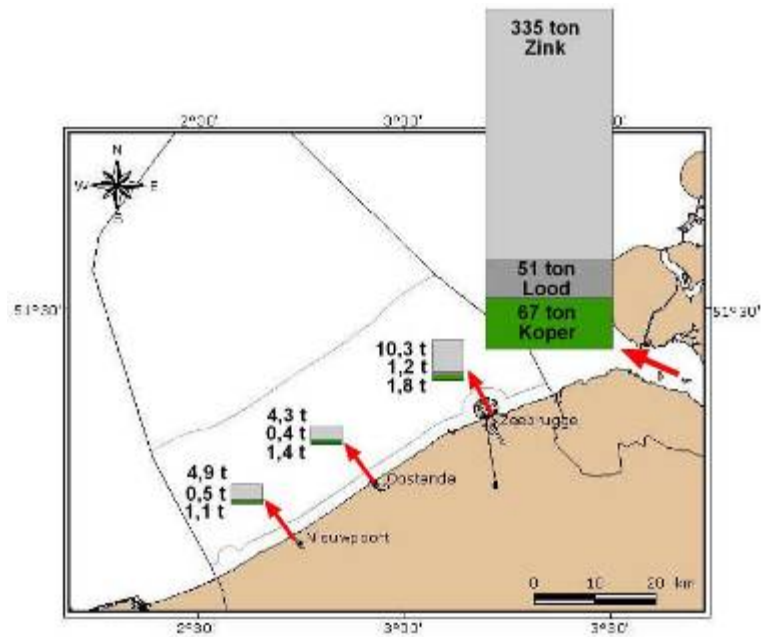 335 ton
Zink
2°30'
3°00'
N
W
E
S
51 ton
Lood
51°30'
67 ton
Koper
51°30'
10,3 t
1,2 t
1,8 t
Zeebrugge
4,3 t
0,4 t
1,4 t
Oostende
4,9 t
0,5 t
1,1 t
Nieuwpoort
0 10 20 km
2°30'
3°00'
3°30'